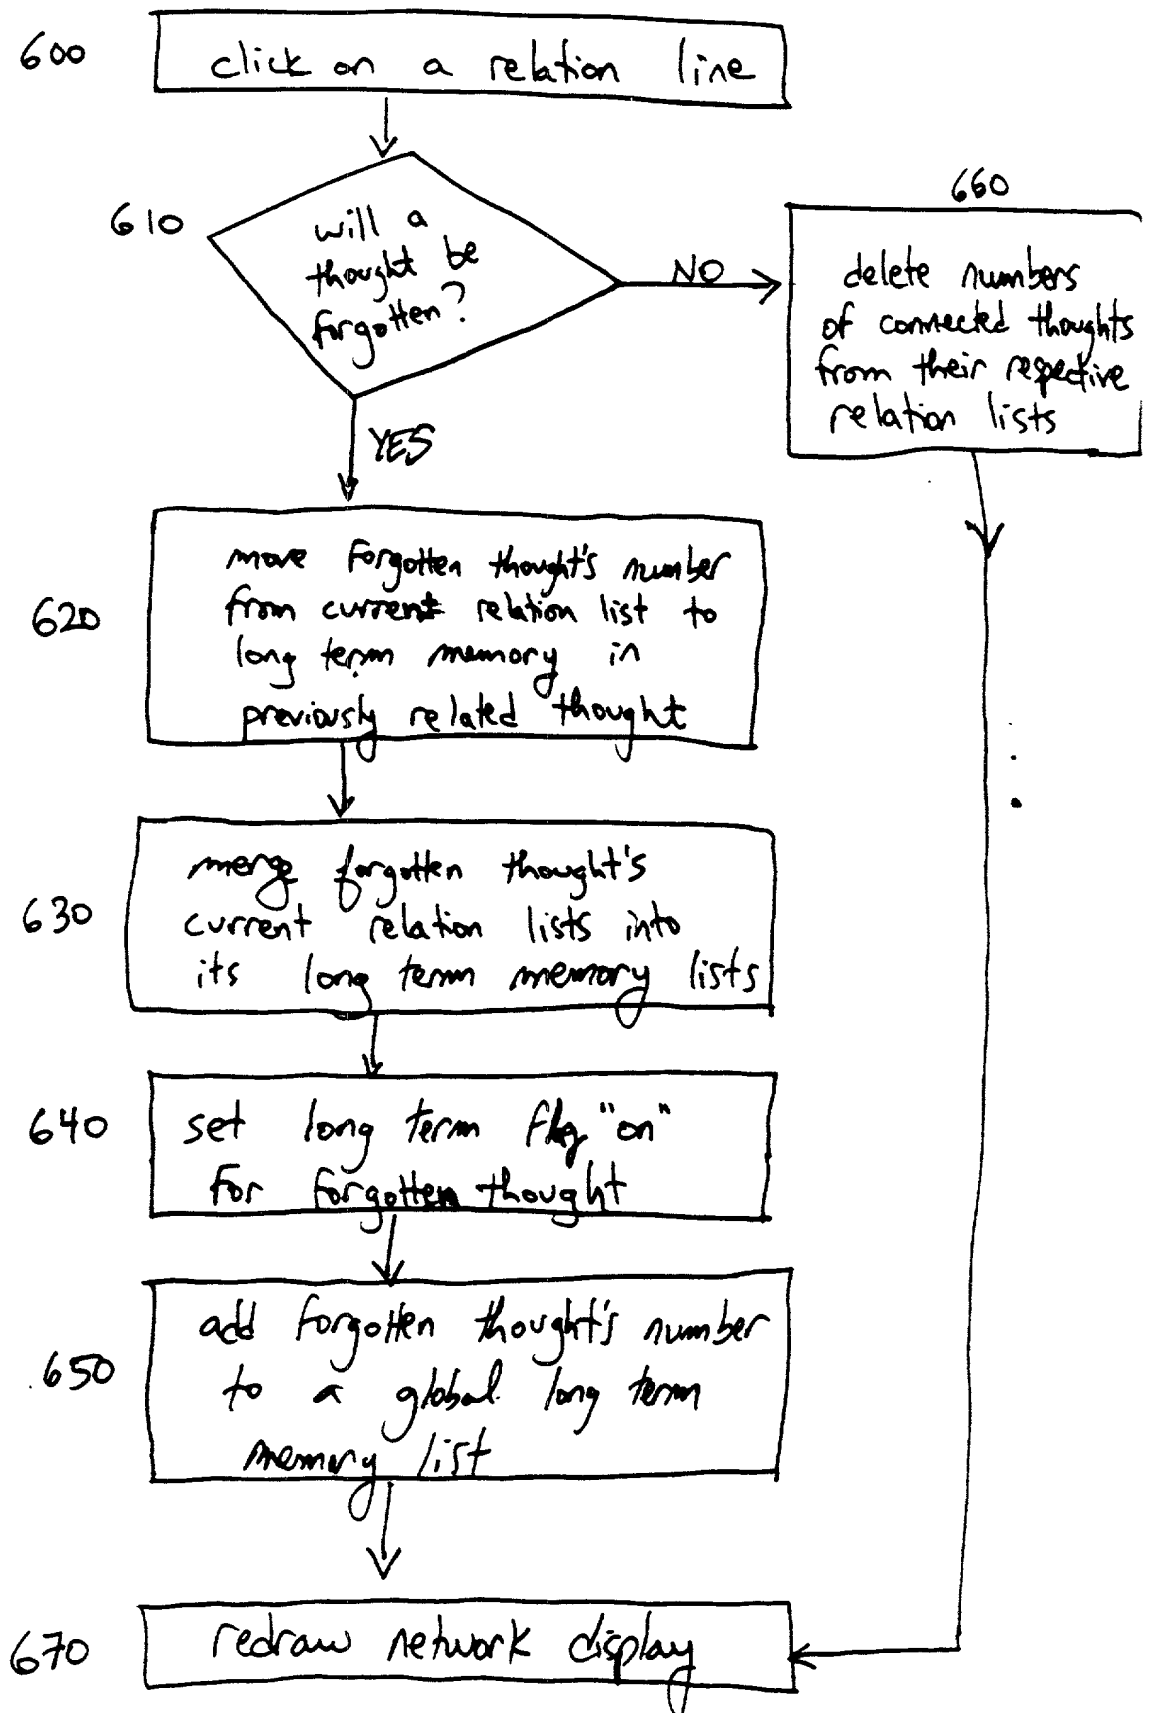 600
click on a relation line
610
will a
thought be
forgotten?
NO
660
delete numbers
of connected thoughts
from their respective
relation lists
YES
620
move forgotten thought's number
from current relation list to
long term memory in
previously related thought
630
merge forgotten thought's
current relation lists into
its long term memory lists
640
set long term flag "on"
for forgotten thought
650
add forgotten thought's number
to a global long term
memory list
670
redraw network display